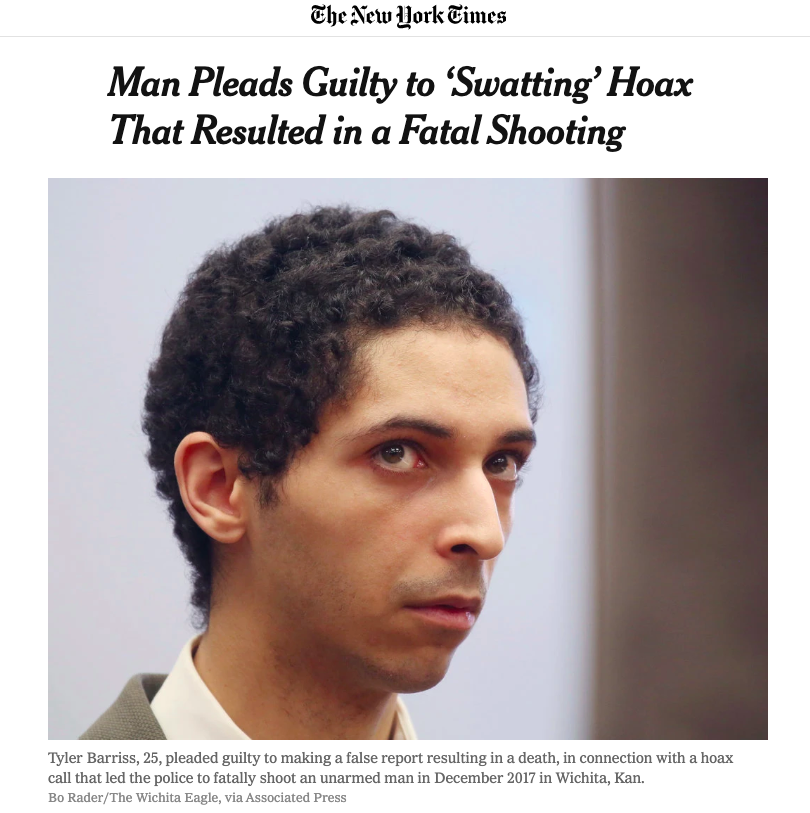 The New York Times
Man Pleads Guilty to ‘Swatting’ Hoax
That Resulted in a Fatal Shooting
Tyler Barriss, 25, pleaded guilty to making a false report resulting in a death, in connection with a hoax
call that led the police to fatally shoot an unarmed man in December 2017 in Wichita, Kan.
Bo Rader/The Wichita Eagle, via Associated Press